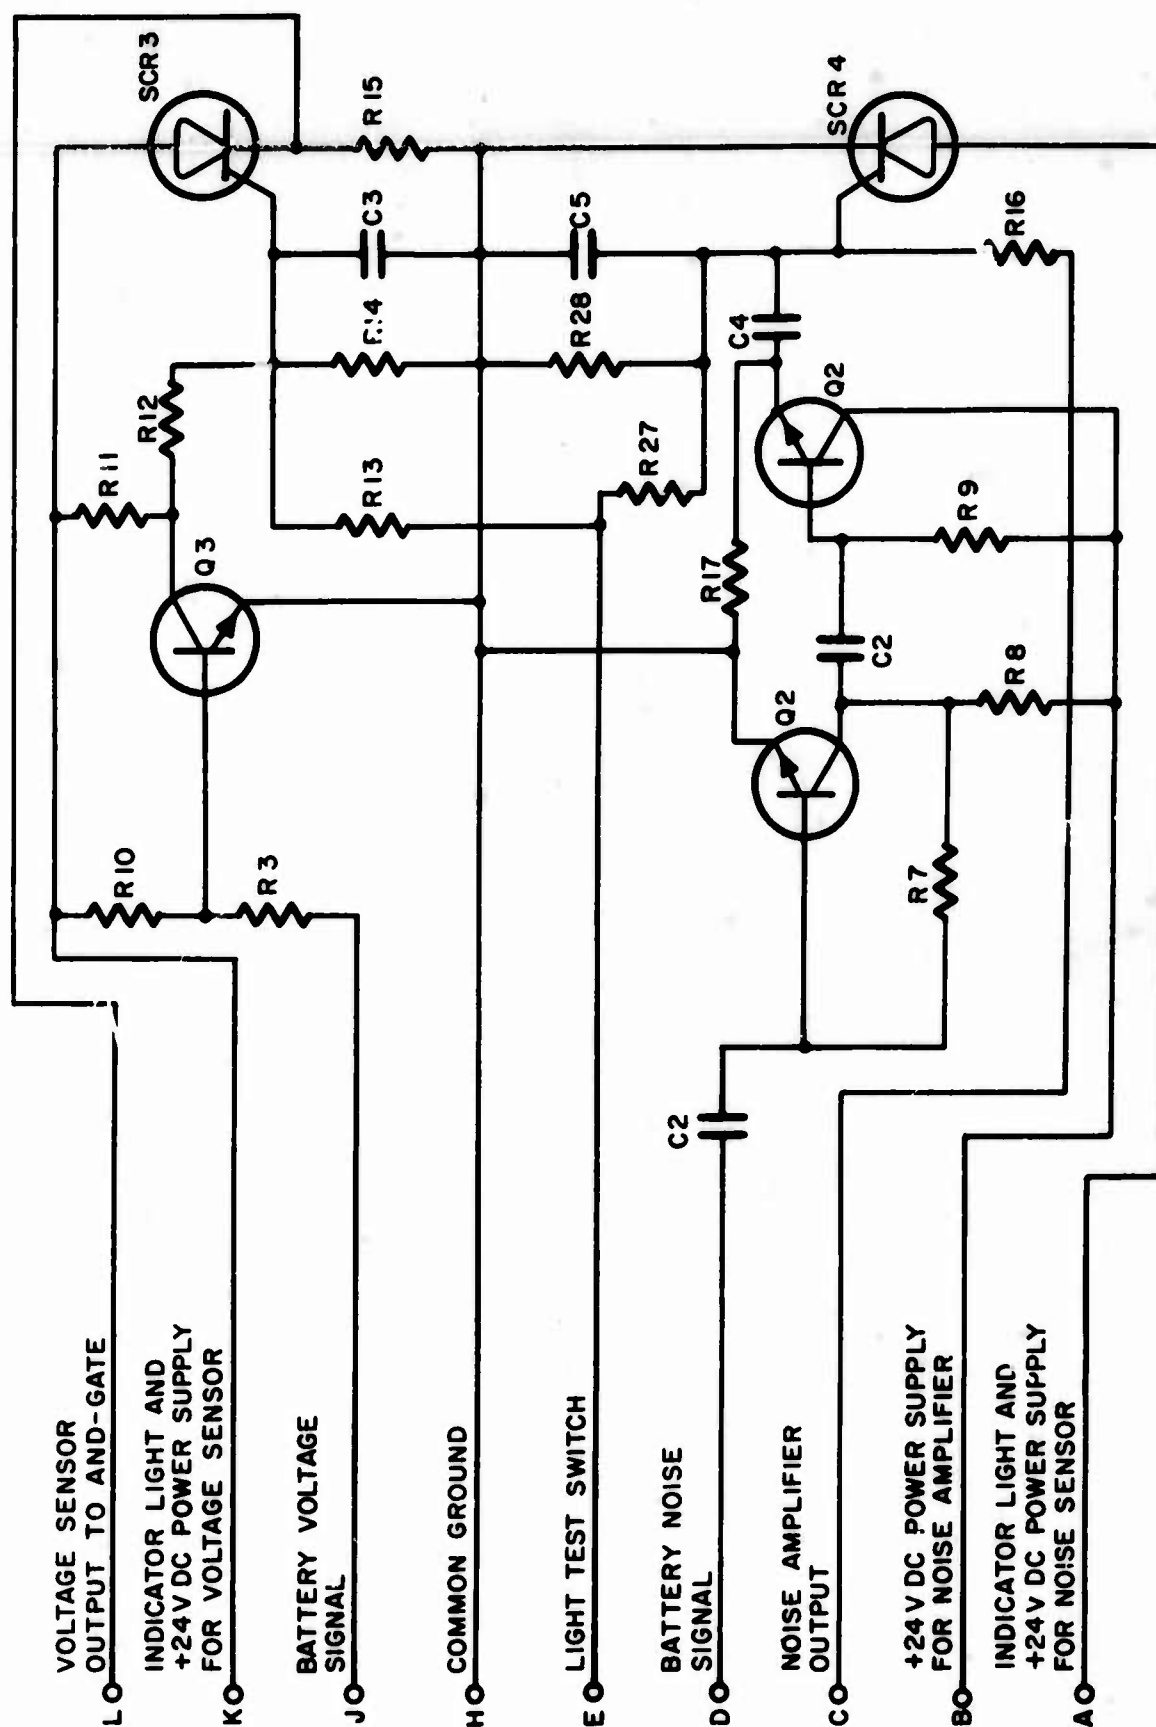 L
VOLTAGE SENSOR
OUTPUT TO AND-GATE
K
INDICATOR LIGHT AND
+24V DC POWER SUPPLY
FOR VOLTAGE SENSOR
J
BATTERY VOLTAGE
SIGNAL
H
COMMON GROUND
E
LIGHT TEST SWITCH
D
BATTERY NOISE
SIGNAL
C
NOISE AMPLIFIER
OUTPUT
B
+24V DC POWER SUPPLY
FOR NOISE AMPLIFIER
A
INDICATOR LIGHT AND
+24V DC POWER SUPPLY
FOR NOISE SENSOR
R10
R3
Q3
R11
R12
R13
C3
R15
SCR3
C5
R28
R27
R17
C4
Q2
Q2
C2
C2
R7
R8
R9
R16
SCR4